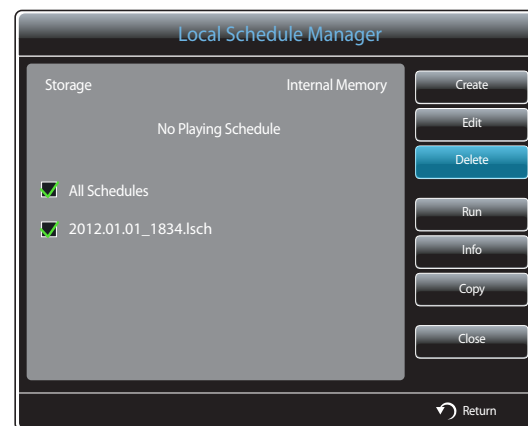 Local Schedule Manager
Storage Internal Memory
No Playing Schedule
All Schedules
2012.01.01_1834.lsch
Create
Edit
Delete
Run
Info
Copy
Close
Return